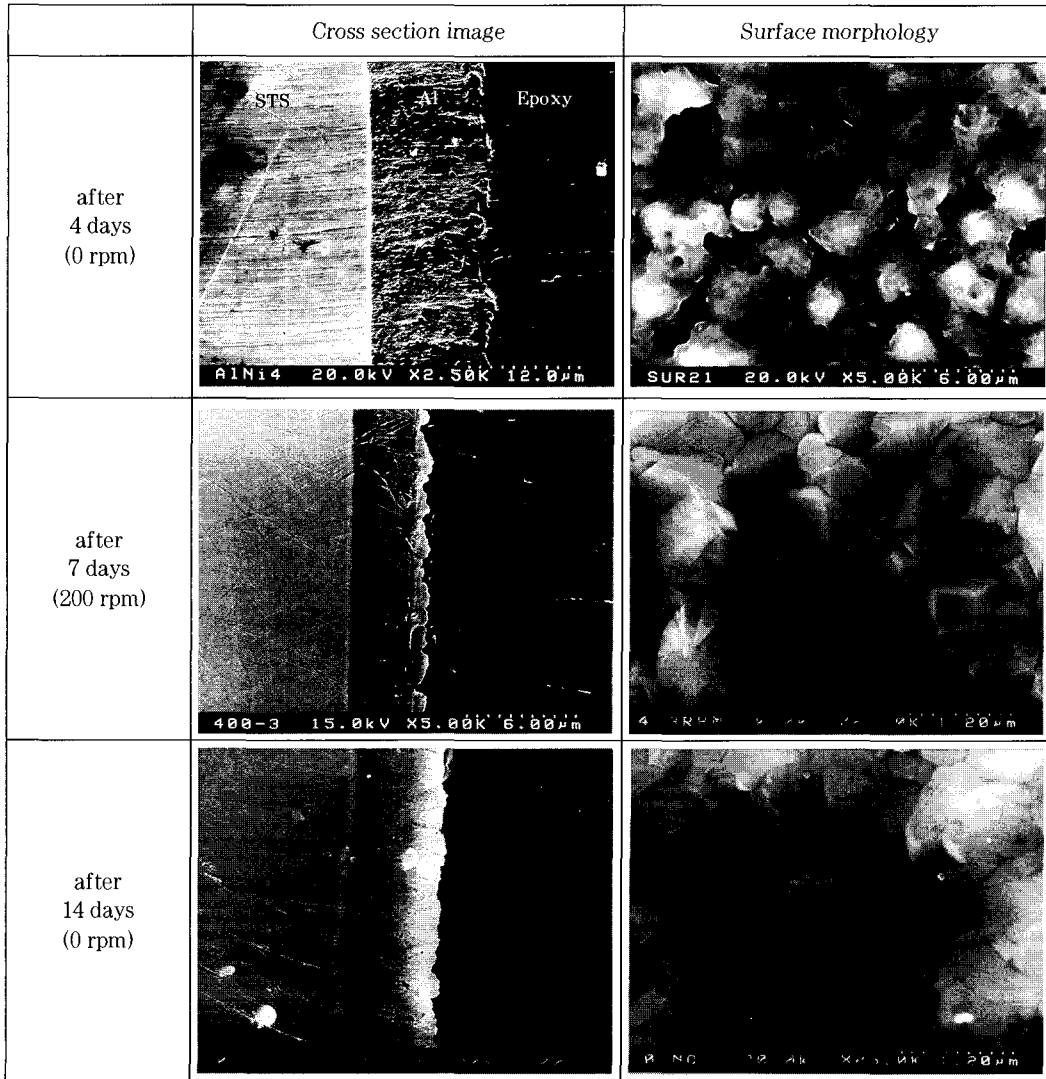 Cross section image
Surface morphology
after
4 days
(0 rpm)
STS
Al
Epoxy
AlNi4 20.0kV X2.50K 12.0µm
SUR21 20.0kV X5.00K 6.00µm
after
7 days
(200 rpm)
400-3 15.0kV X5.00K 6.00µm
20µm
after
14 days
(0 rpm)
20µm